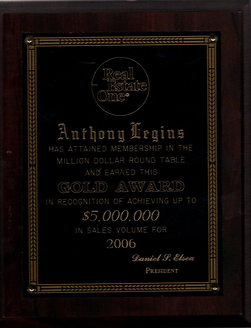 Real
Estate
One
Anthony Legins
HAS ATTAINED MEMBERSHIP IN THE
MILLION DOLLAR ROUND TABLE
AND EARNED THIS
GOLD AWARD
IN RECOGNITION OF ACHIEVING UP TO
$5,000,000
IN SALES VOLUME FOR
2006
Daniel S. Elsea
PRESIDENT